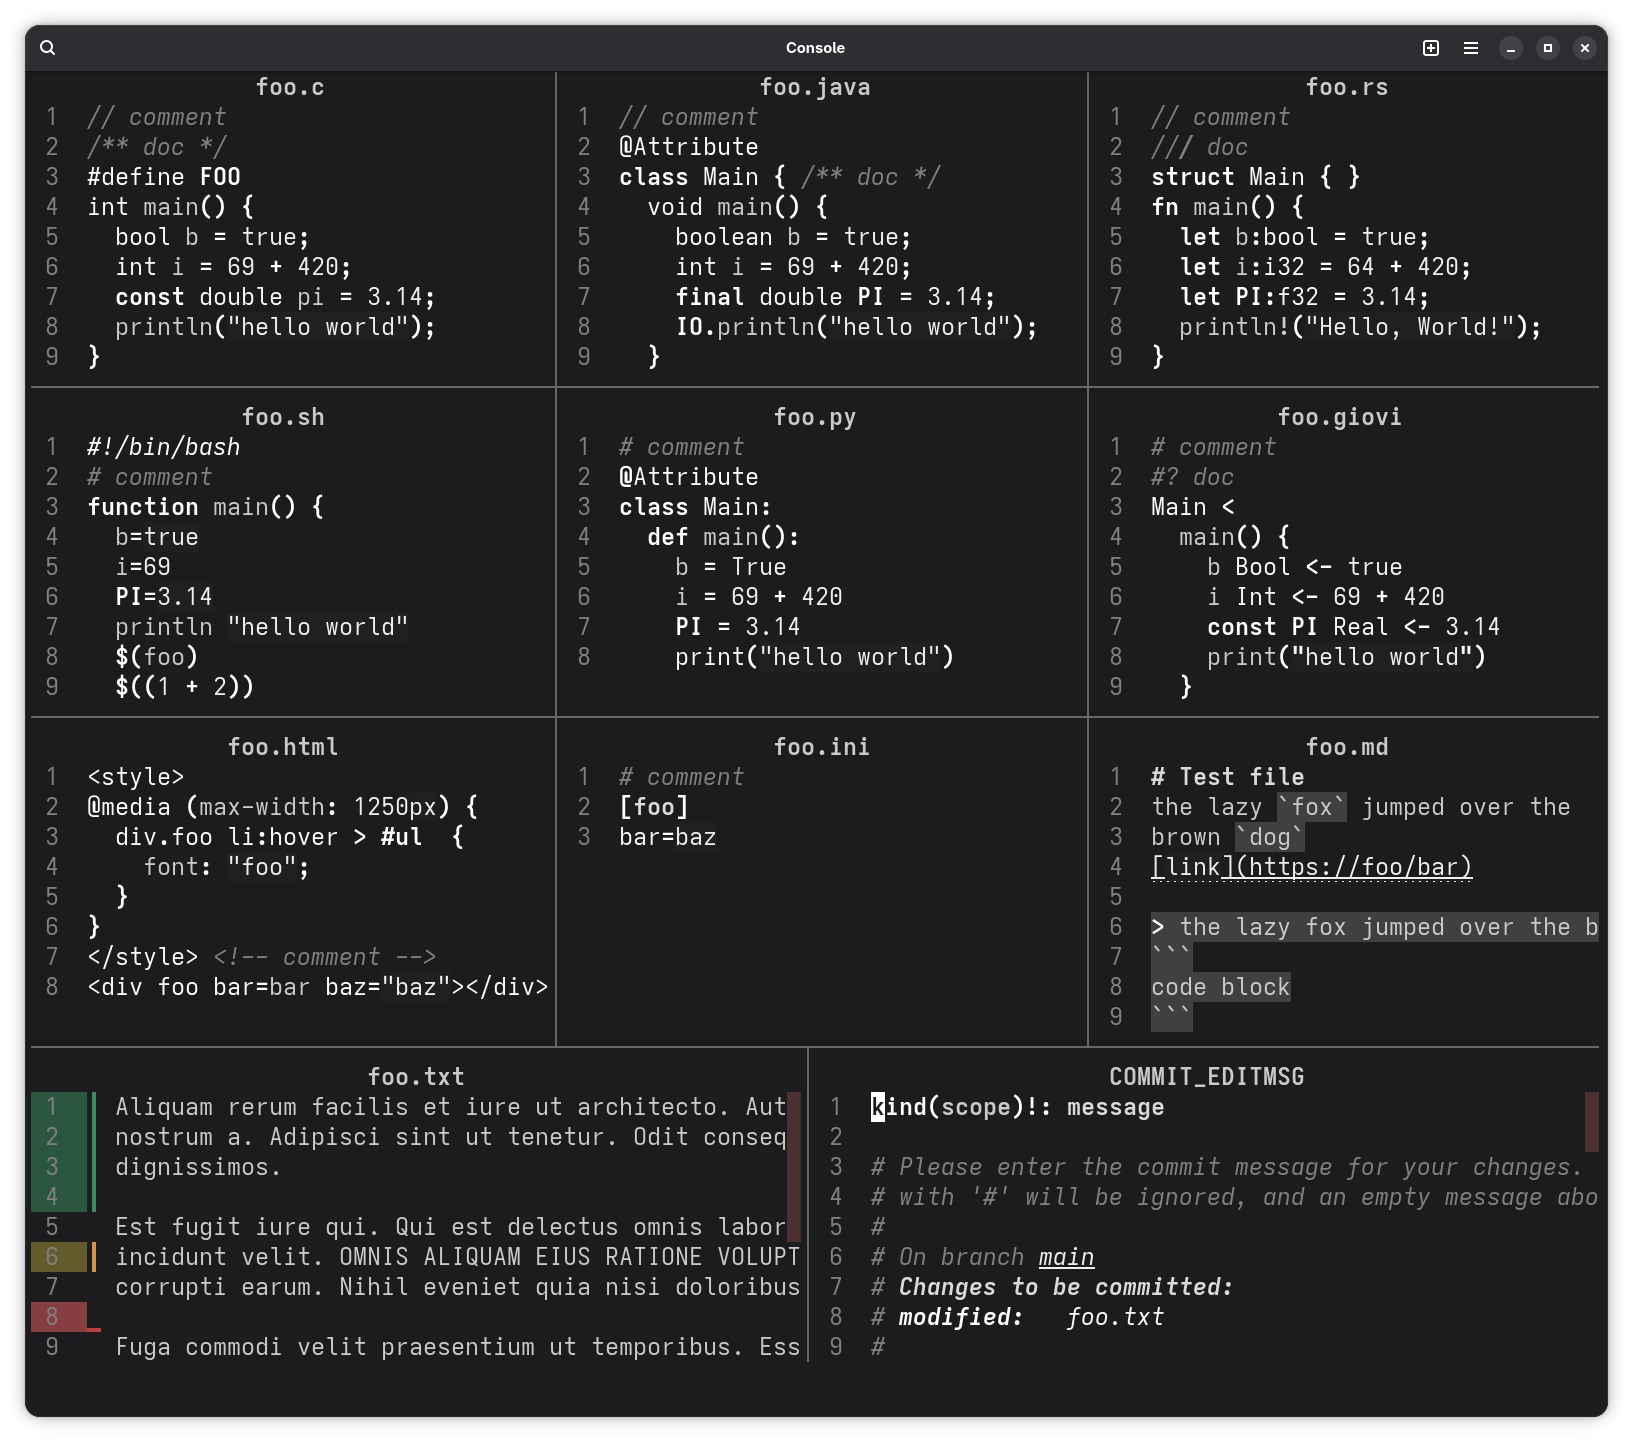 Console
foo.c
1 // comment
2 /** doc */
3 #define FOO
4 int main() {
5 bool b = true;
6 int i = 69 + 420;
7 const double pi = 3.14;
8 println("hello world");
9 }
foo.java
1 // comment
2 @Attribute
3 class Main { /** doc */
4 void main() {
5 boolean b = true;
6 int i = 69 + 420;
7 final double PI = 3.14;
8 IO.println("hello world");
9 }
foo.rs
1 // comment
2 /// doc
3 struct Main { }
4 fn main() {
5 let b:bool = true;
6 let i:i32 = 64 + 420;
7 let PI:f32 = 3.14;
8 println!("Hello, World!");
9 }
foo.sh
1 #!/bin/bash
2 # comment
3 function main() {
4 b=true
5 i=69
6 PI=3.14
7 println "hello world"
8 $(foo)
9 $((1 + 2))
foo.py
1 # comment
2 @Attribute
3 class Main:
4 def main():
5 b = True
6 i = 69 + 420
7 PI = 3.14
8 print("hello world")
foo.giovi
1 # comment
2 #? doc
3 Main <
4 main() {
5 b Bool <- true
6 i Int <- 69 + 420
7 const PI Real <- 3.14
8 print("hello world")
9 }
foo.html
1 <style>
2 @media (max-width: 1250px) {
3 div.foo li:hover > #ul {
4 font: "foo";
5 }
6 }
7 </style> <!-- comment -->
8 <div foo bar=bar baz="baz"></div>
foo.ini
1 # comment
2 [foo]
3 bar=baz
foo.md
1 # Test file
2 the lazy `fox` jumped over the
3 brown `dog`
4 [link](https://foo/bar)
5
6 > the lazy fox jumped over the b
7 ```
8 code block
9 ```
foo.txt
1 Aliquam rerum facilis et iure ut architecto. Aut
2 nostrum a. Adipisci sint ut tenetur. Odit conseq
3 dignissimos.
4
5 Est fugit iure qui. Qui est delectus omnis labor
6 incidunt velit. OMNIS ALIQUAM EIUS RATIONE VOLUPT
7 corrupti earum. Nihil eveniet quia nisi doloribus
8
9 Fuga commodi velit praesentium ut temporibus. Ess
COMMIT_EDITMSG
1 kind(scope)!: message
2
3 # Please enter the commit message for your changes.
4 # with '#' will be ignored, and an empty message abo
5 #
6 # On branch main
7 # Changes to be committed:
8 # modified: foo.txt
9 #